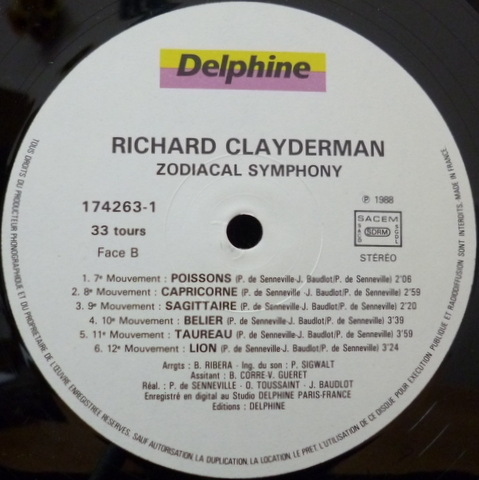 Delphine
RICHARD CLAYDERMAN
ZODIACAL SYMPHONY
174263-1
℗ 1988
33 tours
SACEM
SDRM
Face B
STÉRÉO
1. 7e Mouvement : POISSONS (P. de Senneville-J. Baudlot/P. de Senneville) 2'06
2. 8e Mouvement : CAPRICORNE (P. de Senneville-J. Baudlot/P. de Senneville) 2'59
3. 9e Mouvement : SAGITTAIRE (P. de Senneville-J. Baudlot/P. de Senneville) 2'20
4. 10e Mouvement : BELIER (P. de Senneville-J. Baudlot/P. de Senneville) 3'39
5. 11e Mouvement : TAUREAU (P. de Senneville-J. Baudlot/P. de Senneville) 3'59
6. 12e Mouvement : LION (P. de Senneville-J. Baudlot/P. de Senneville) 3'24
Arrgts : B. RIBERA - Ing. du son : P. SIGWALT
Assitant : B. CORRE-V. GUERET
Réal. : P. de SENNEVILLE - O. TOUSSAINT - J. BAUDLOT
Enregistré en digital au Studio DELPHINE PARIS-FRANCE
Editions : DELPHINE
TOUS DROITS DU PRODUCTEUR PHONOGRAPHIQUE ET DU PROPRIETAIRE DE L'ŒUVRE ENREGISTREE RESERVES. SAUF AUTORISATION, LA DUPLICATION, LA LOCATION, LE PRET, L'UTILISATION DE CE DISQUE POUR EXECUTION PUBLIQUE ET RADIODIFFUSION SONT INTERDITS. MADE IN FRANCE.